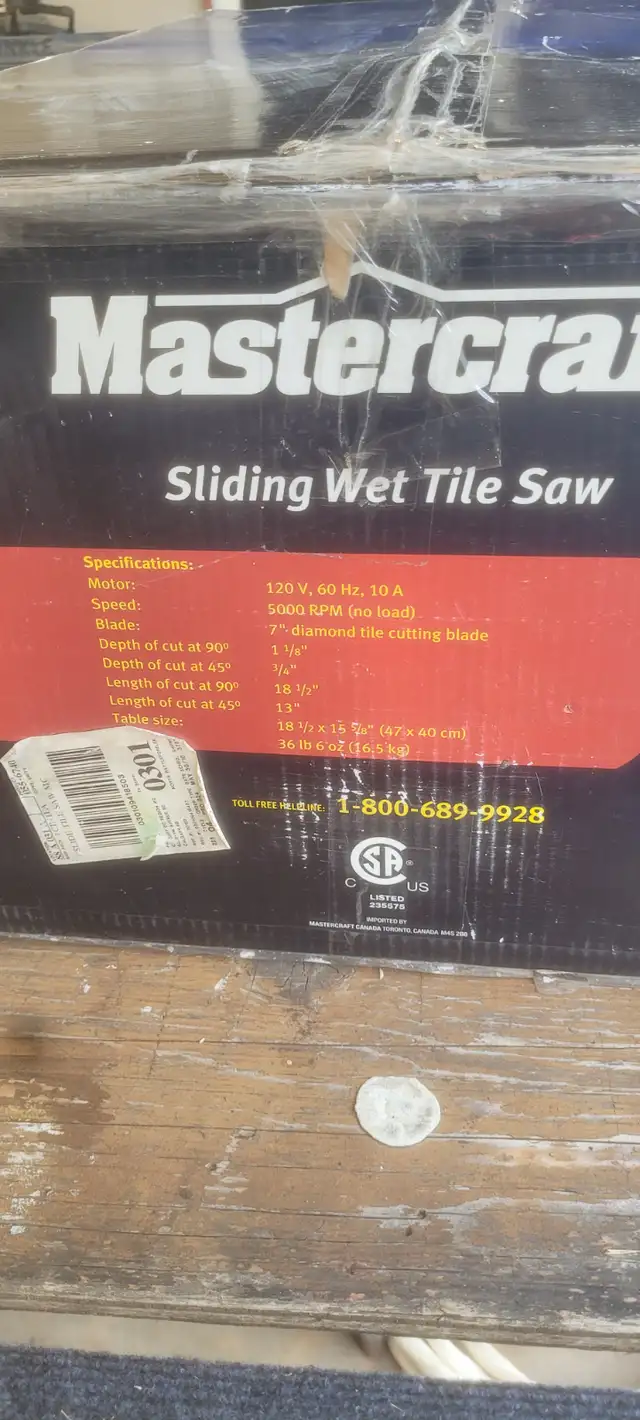 Mastercra
Sliding Wet Tile Saw
Specifications:
Motor: 120 V, 60 Hz, 10 A
Speed: 5000 RPM (no load)
Blade: 7" diamond tile cutting blade
Depth of cut at 90º 1 1/8"
Depth of cut at 45º 3/4"
Length of cut at 90º 18 1/2"
Length of cut at 45º 13"
Table size: 18 1/2 x 15 5/8" (47 x 40 cm)
36 lb 6 oz (16.5 kg)
0301
TOLL FREE HELPLINE: 1-800-689-9928
CSA ®
C US
LISTED
235575
IMPORTED BY
MASTERCRAFT CANADA TORONTO, CANADA M4S 2B8